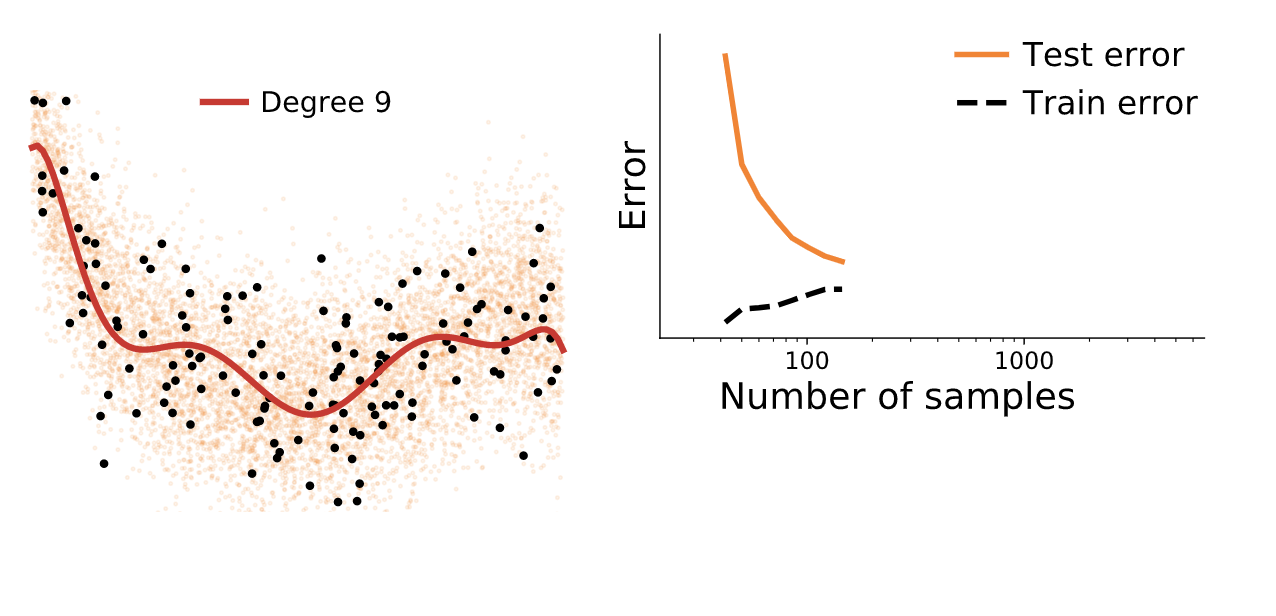 Degree 9
Test error
Train error
Error
100
1000
Number of samples